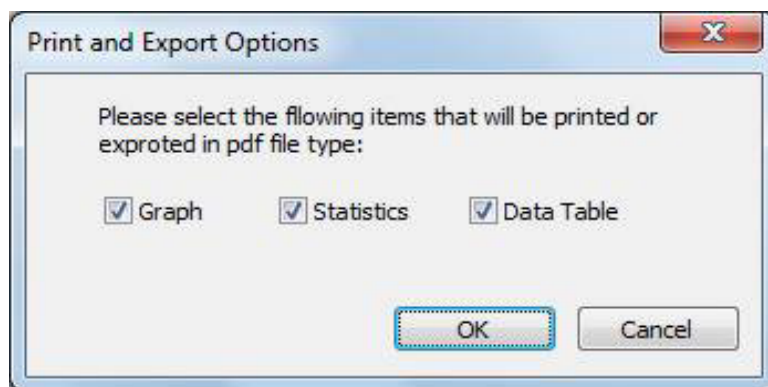 Print and Export Options
Please select the fllowing items that will be printed or
exproted in pdf file type:
Graph Statistics Data Table
OK Cancel